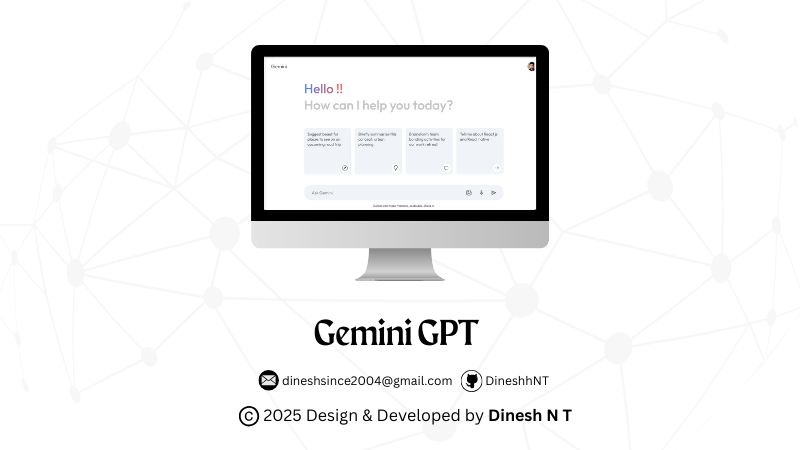 Gemini
Hello !!
How can I help you today?
Suggest beautiful
places to see on an
upcoming road trip
Briefly summarize this
concept: urban
planning
Brainstorm team
bonding activities for
our work retreat
Tell me about React js
and React native
Ask Gemini
Gemini GPT
dineshsince2004@gmail.com
DineshhNT
© 2025 Design & Developed by Dinesh N T